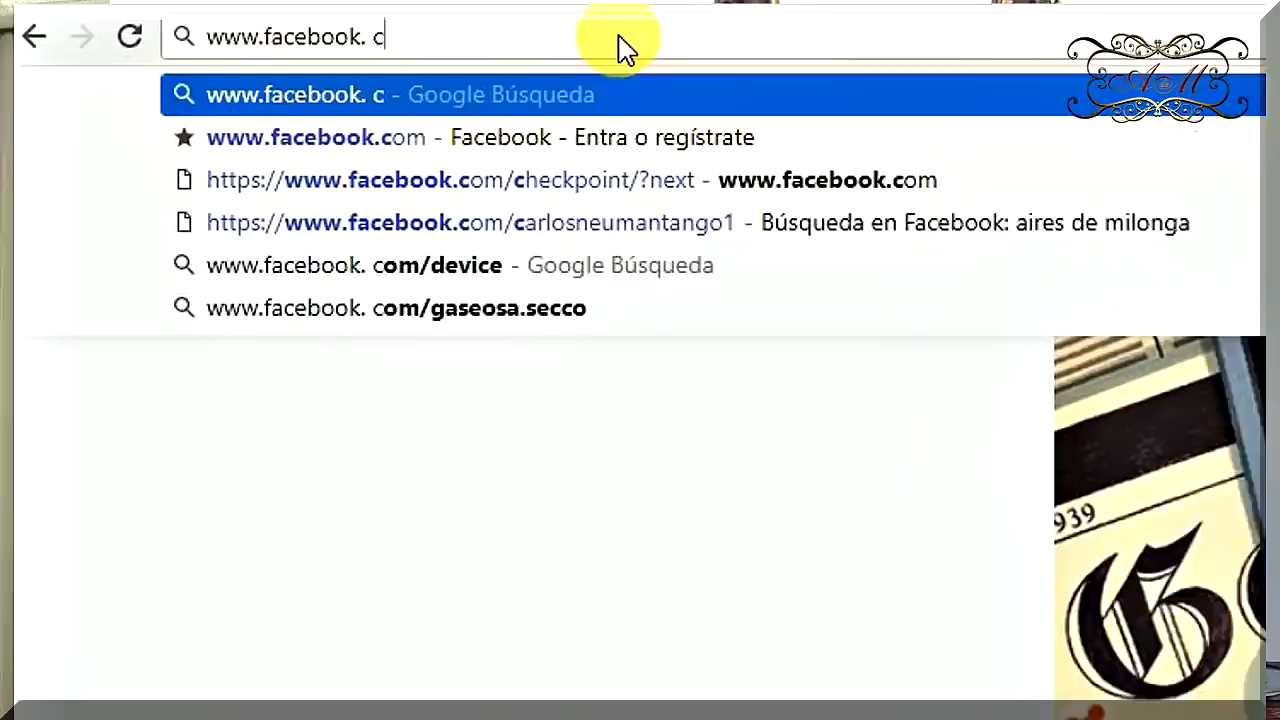 www.facebook. c
www.facebook. c - Google Búsqueda
www.facebook.com - Facebook - Entra o regístrate
https://www.facebook.com/checkpoint/?next - www.facebook.com
https://www.facebook.com/carlosneumantango1 - Búsqueda en Facebook: aires de milonga
www.facebook. com/device - Google Búsqueda
www.facebook. com/gaseosa.secco
A@M
939
G